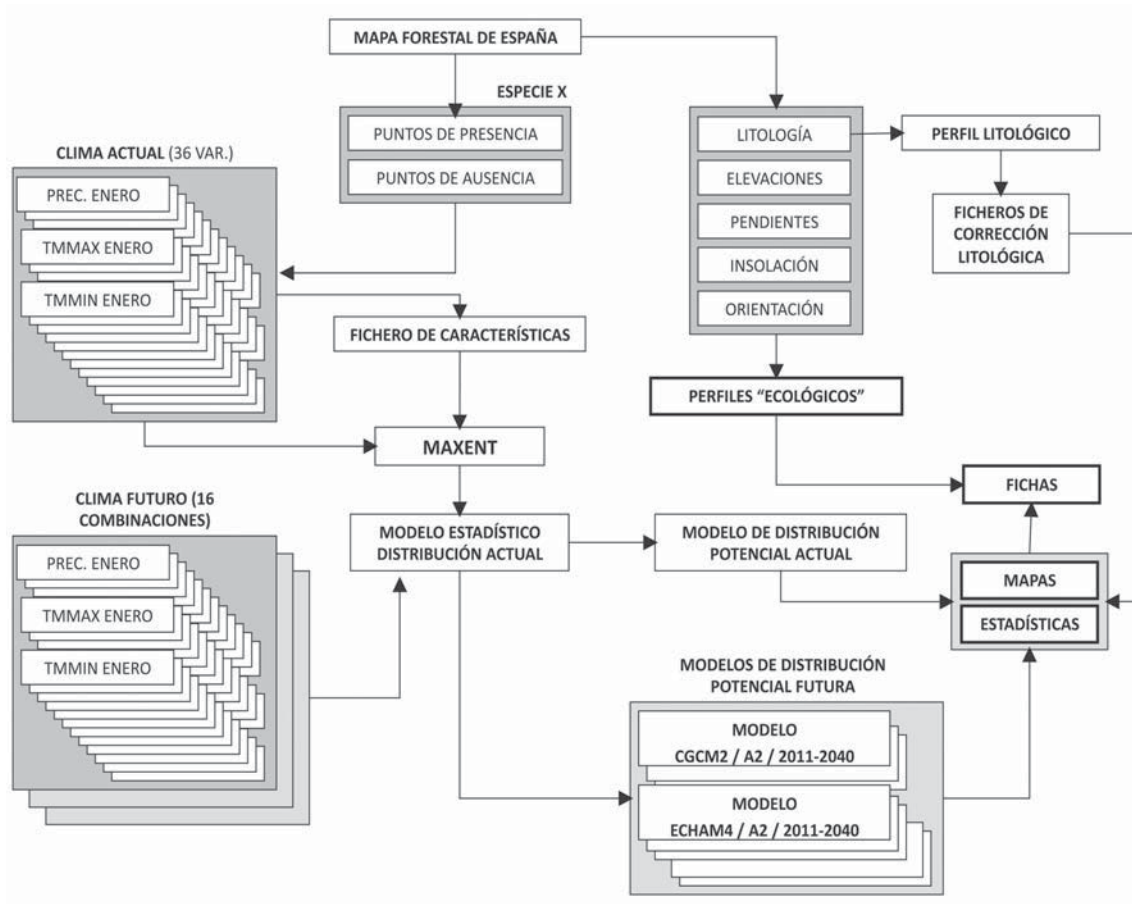 MAPA FORESTAL DE ESPAÑA
ESPECIE X
PUNTOS DE PRESENCIA
PUNTOS DE AUSENCIA
LITOLOGÍA
ELEVACIONES
PENDIENTES
INSOLACIÓN
ORIENTACIÓN
PERFIL LITOLÓGICO
FICHEROS DE
CORRECCIÓN
LITOLÓGICA
CLIMA ACTUAL (36 VAR.)
PREC. ENERO
TMMAX ENERO
TMMIN ENERO
FICHERO DE CARACTERÍSTICAS
PERFILES “ECOLÓGICOS”
MAXENT
FICHAS
CLIMA FUTURO (16
COMBINACIONES)
PREC. ENERO
TMMAX ENERO
TMMIN ENERO
MODELO ESTADÍSTICO
DISTRIBUCIÓN ACTUAL
MODELO DE DISTRIBUCIÓN
POTENCIAL ACTUAL
MAPAS
ESTADÍSTICAS
MODELOS DE DISTRIBUCIÓN
POTENCIAL FUTURA
MODELO
CGCM2 / A2 / 2011-2040
MODELO
ECHAM4 / A2 / 2011-2040